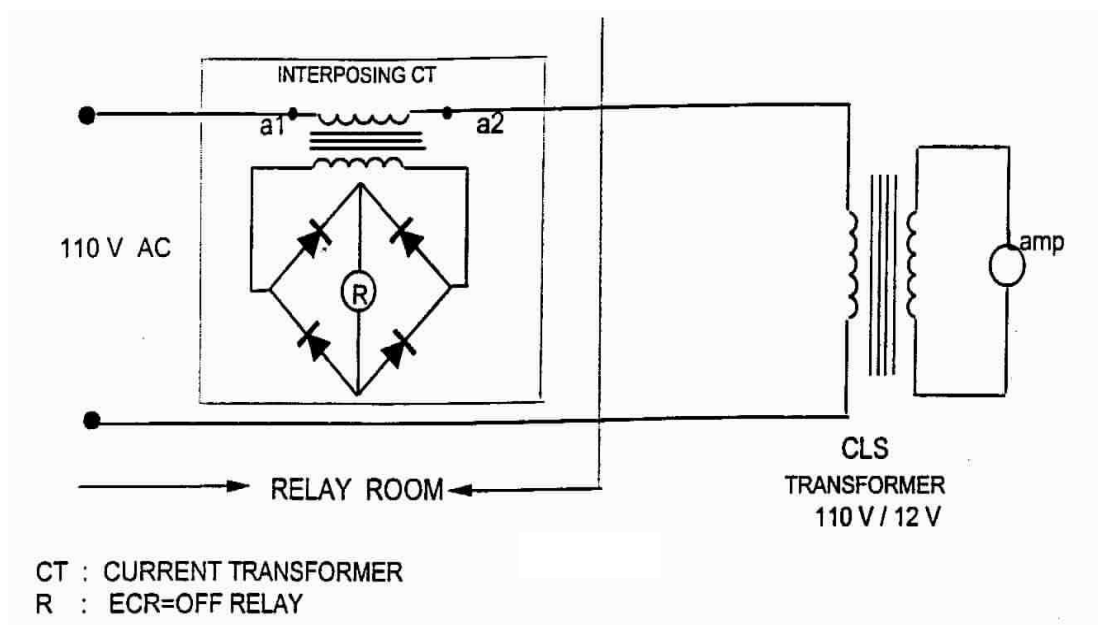 INTERPOSING CT
a1
a2
110 V AC
R
amp
CLS
TRANSFORMER
110 V / 12 V
RELAY ROOM
CT : CURRENT TRANSFORMER
R : ECR=OFF RELAY